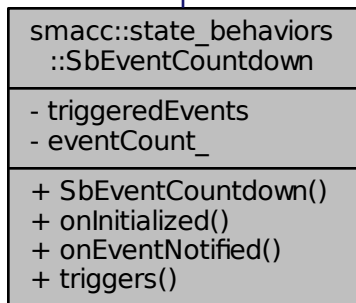 smacc::state_behaviors
::SbEventCountdown
- triggeredEvents
- eventCount_
+ SbEventCountdown()
+ onInitialized()
+ onEventNotified()
+ triggers()